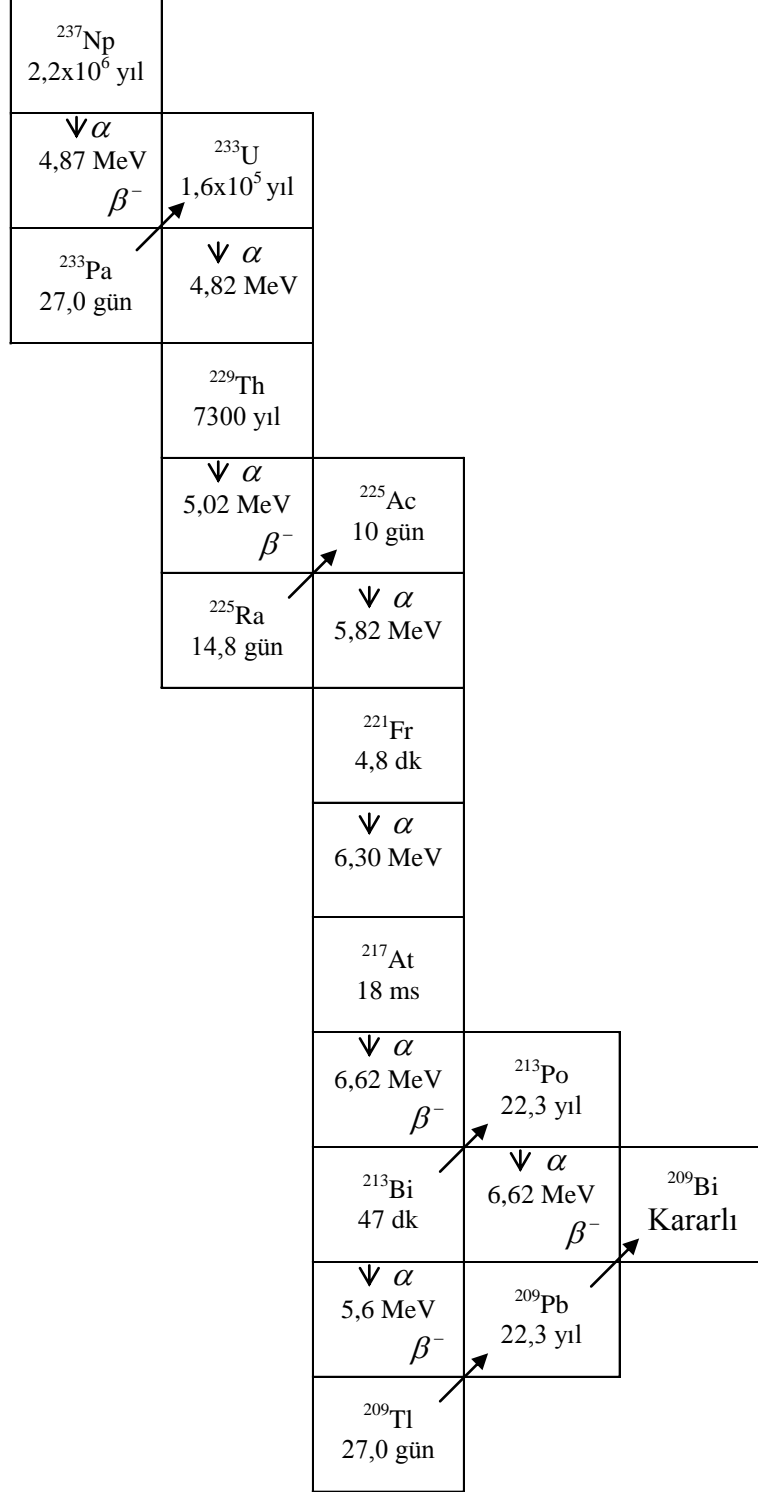 ²³⁷Np
2,2x10⁶ yıl
α
4,87 MeV
β⁻
²³³U
1,6x10⁵ yıl
²³³Pa
27,0 gün
α
4,82 MeV
²²⁹Th
7300 yıl
α
5,02 MeV
β⁻
²²⁵Ac
10 gün
²²⁵Ra
14,8 gün
α
5,82 MeV
²²¹Fr
4,8 dk
α
6,30 MeV
²¹⁷At
18 ms
α
6,62 MeV
β⁻
²¹³Po
22,3 yıl
²¹³Bi
47 dk
α
6,62 MeV
β⁻
²⁰⁹Bi
Kararlı
α
5,6 MeV
β⁻
²⁰⁹Pb
22,3 yıl
²⁰⁹Tl
27,0 gün